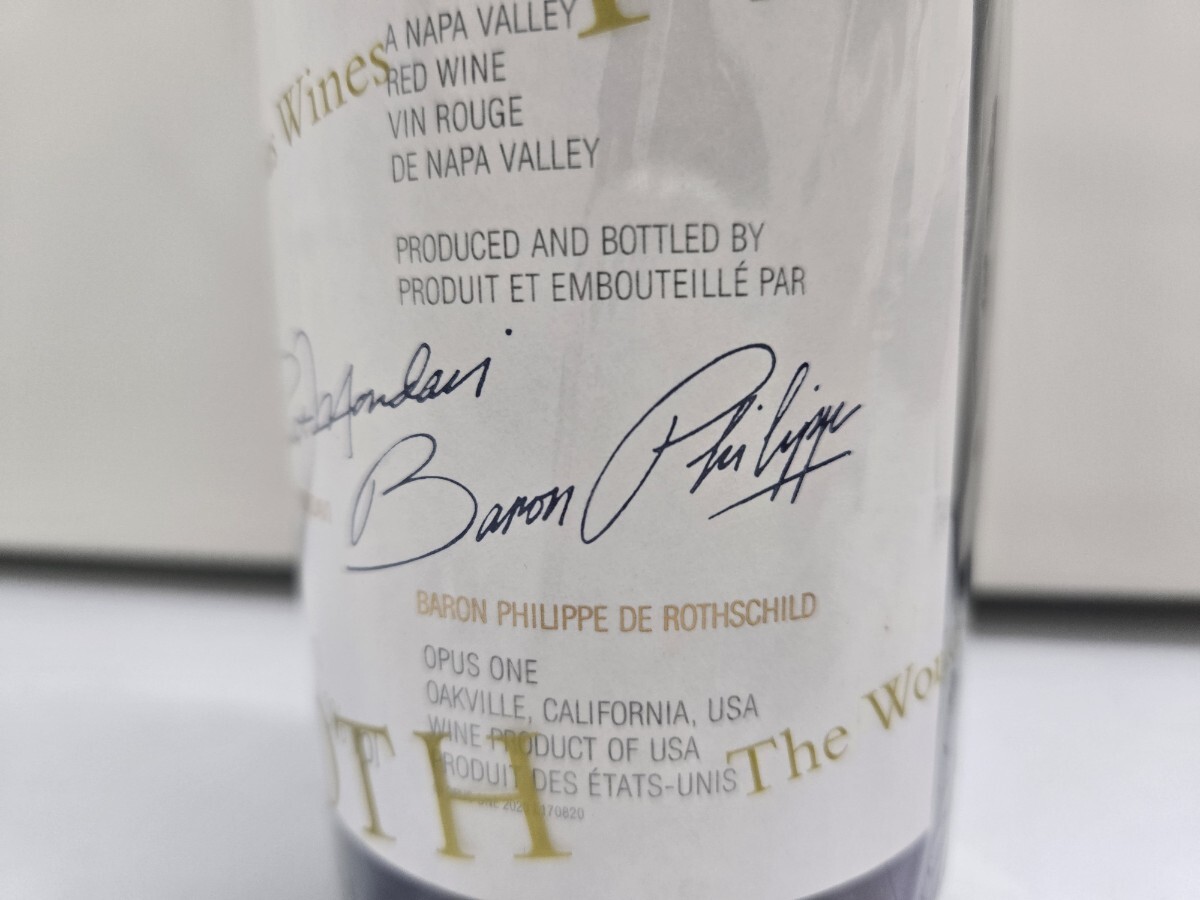 A NAPA VALLEY
RED WINE
VIN ROUGE
DE NAPA VALLEY
Wines
PRODUCED AND BOTTLED BY
PRODUIT ET EMBOUTEILLÉ PAR
Mondavi
Baron Philippe
BARON PHILIPPE DE ROTHSCHILD
OPUS ONE
OAKVILLE, CALIFORNIA, USA
WINE PRODUCT OF USA
PRODUIT DES ÉTATS-UNIS
TH
The Wor